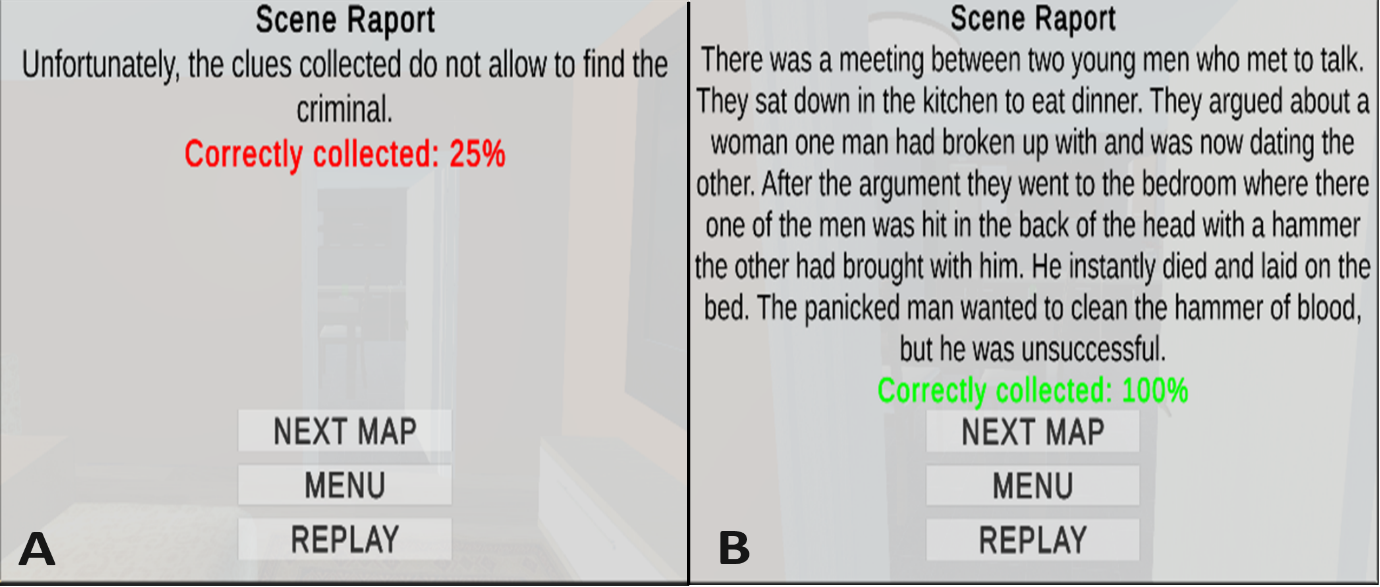 Scene Raport
Unfortunately, the clues collected do not allow to find the
criminal.
Correctly collected: 25%
NEXT MAP
MENU
REPLAY
A
Scene Raport
There was a meeting between two young men who met to talk.
They sat down in the kitchen to eat dinner. They argued about a
woman one man had broken up with and was now dating the
other. After the argument they went to the bedroom where there
one of the men was hit in the back of the head with a hammer
the other had brought with him. He instantly died and laid on the
bed. The panicked man wanted to clean the hammer of blood,
but he was unsuccessful.
Correctly collected: 100%
NEXT MAP
MENU
REPLAY
B